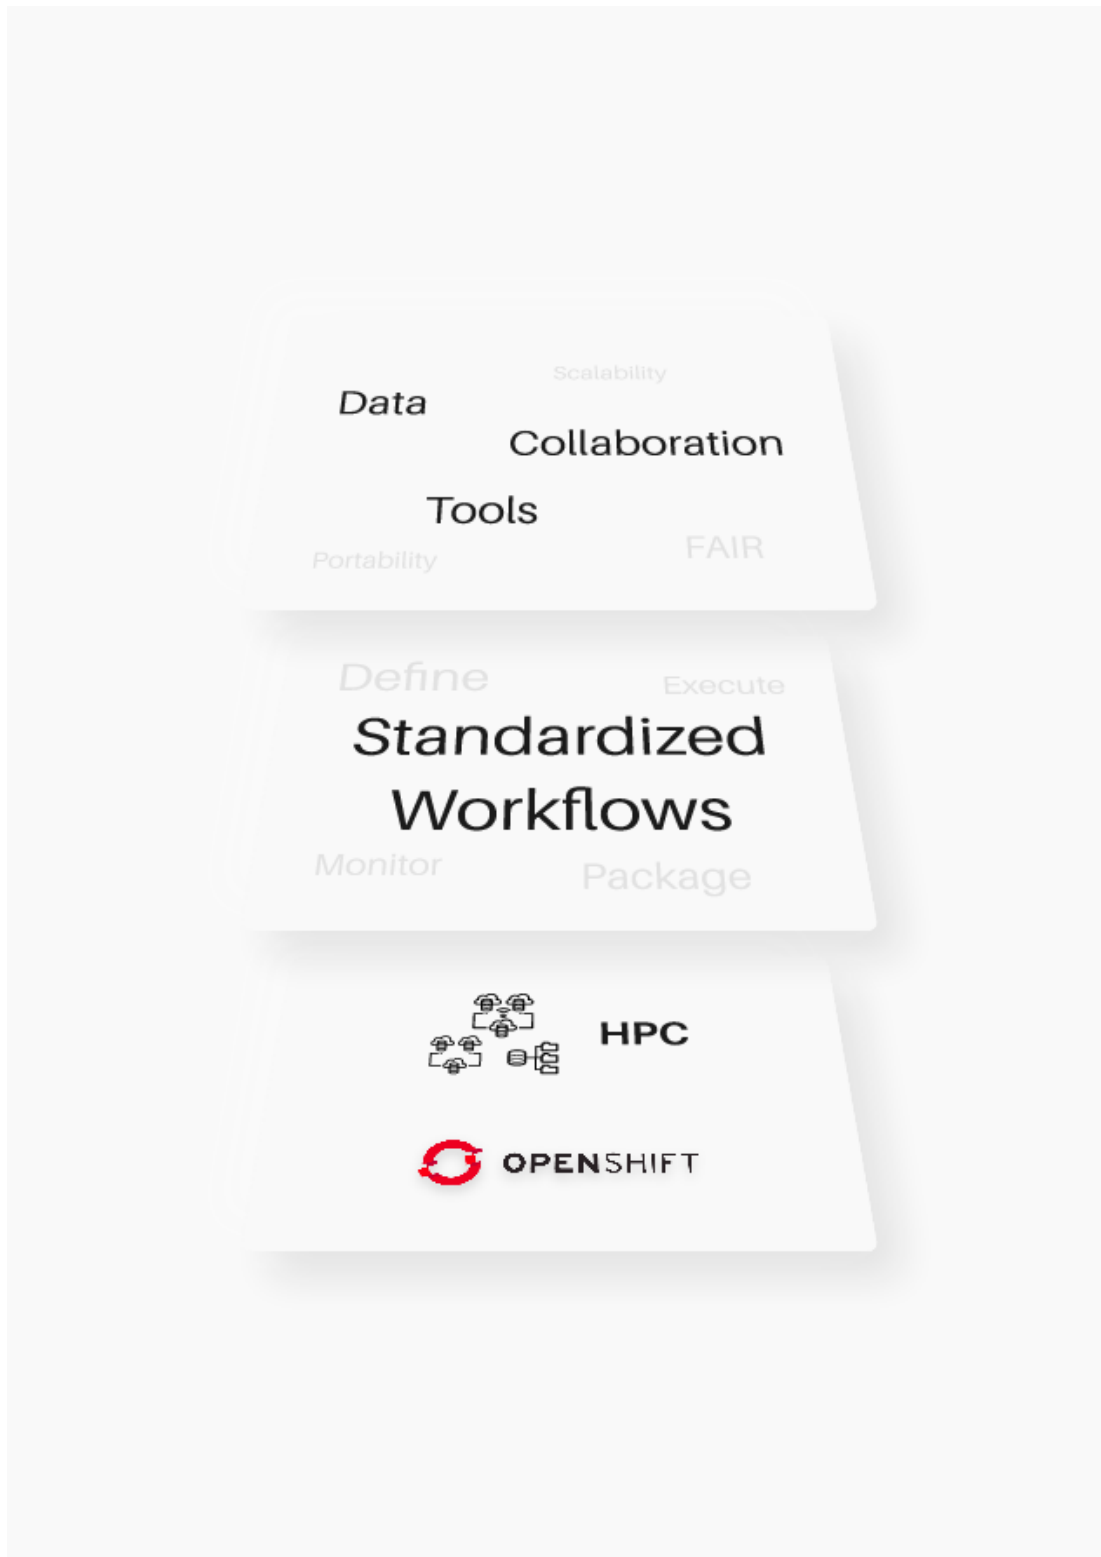 Scalability
Data
Collaboration
Tools
Portability
FAIR
Define
Execute
Standardized
Workflows
Monitor
Package
HPC
OPENSHIFT